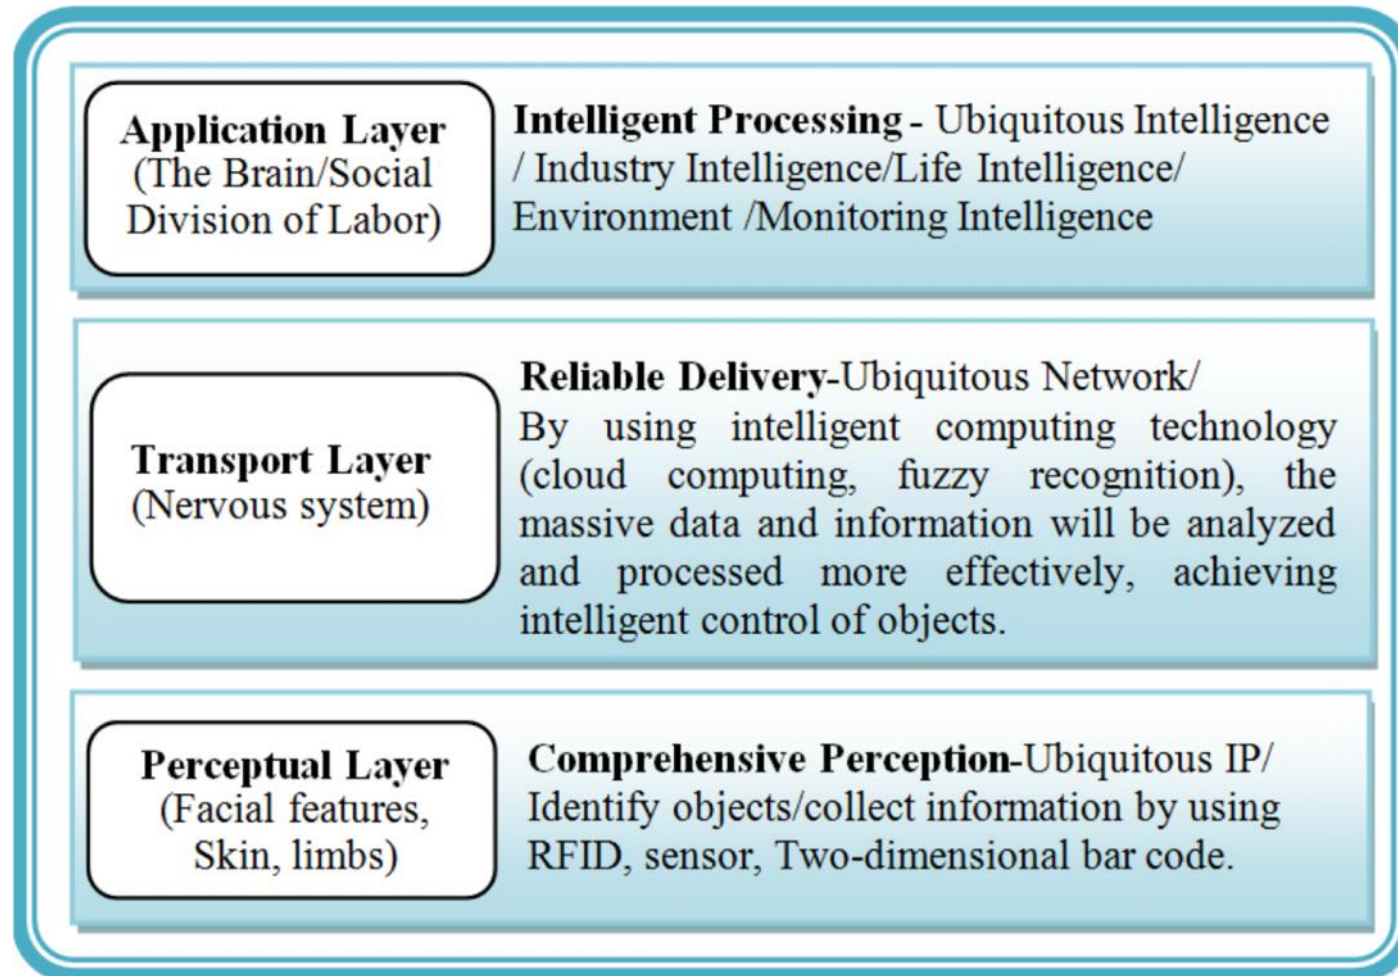 Application Layer
(The Brain/Social
Division of Labor)
Intelligent Processing - Ubiquitous Intelligence
/ Industry Intelligence/Life Intelligence/
Environment /Monitoring Intelligence
Transport Layer
(Nervous system)
Reliable Delivery-Ubiquitous Network/
By using intelligent computing technology
(cloud computing, fuzzy recognition), the
massive data and information will be analyzed
and processed more effectively, achieving
intelligent control of objects.
Perceptual Layer
(Facial features,
Skin, limbs)
Comprehensive Perception-Ubiquitous IP/
Identify objects/collect information by using
RFID, sensor, Two-dimensional bar code.